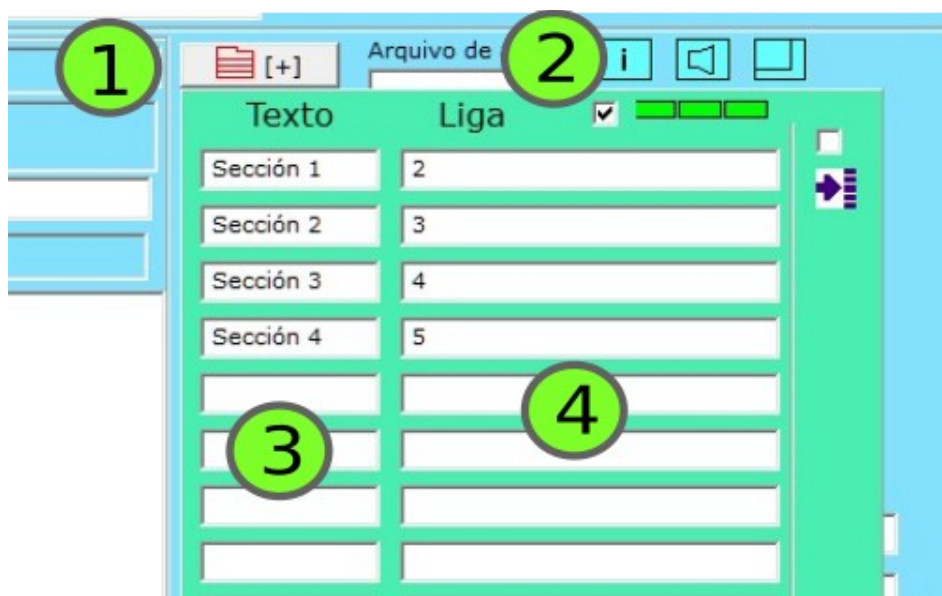 1
[+]
Arquivo de
2
i
Texto
Liga
Sección 1
2
Sección 2
3
Sección 3
4
Sección 4
5
3
4